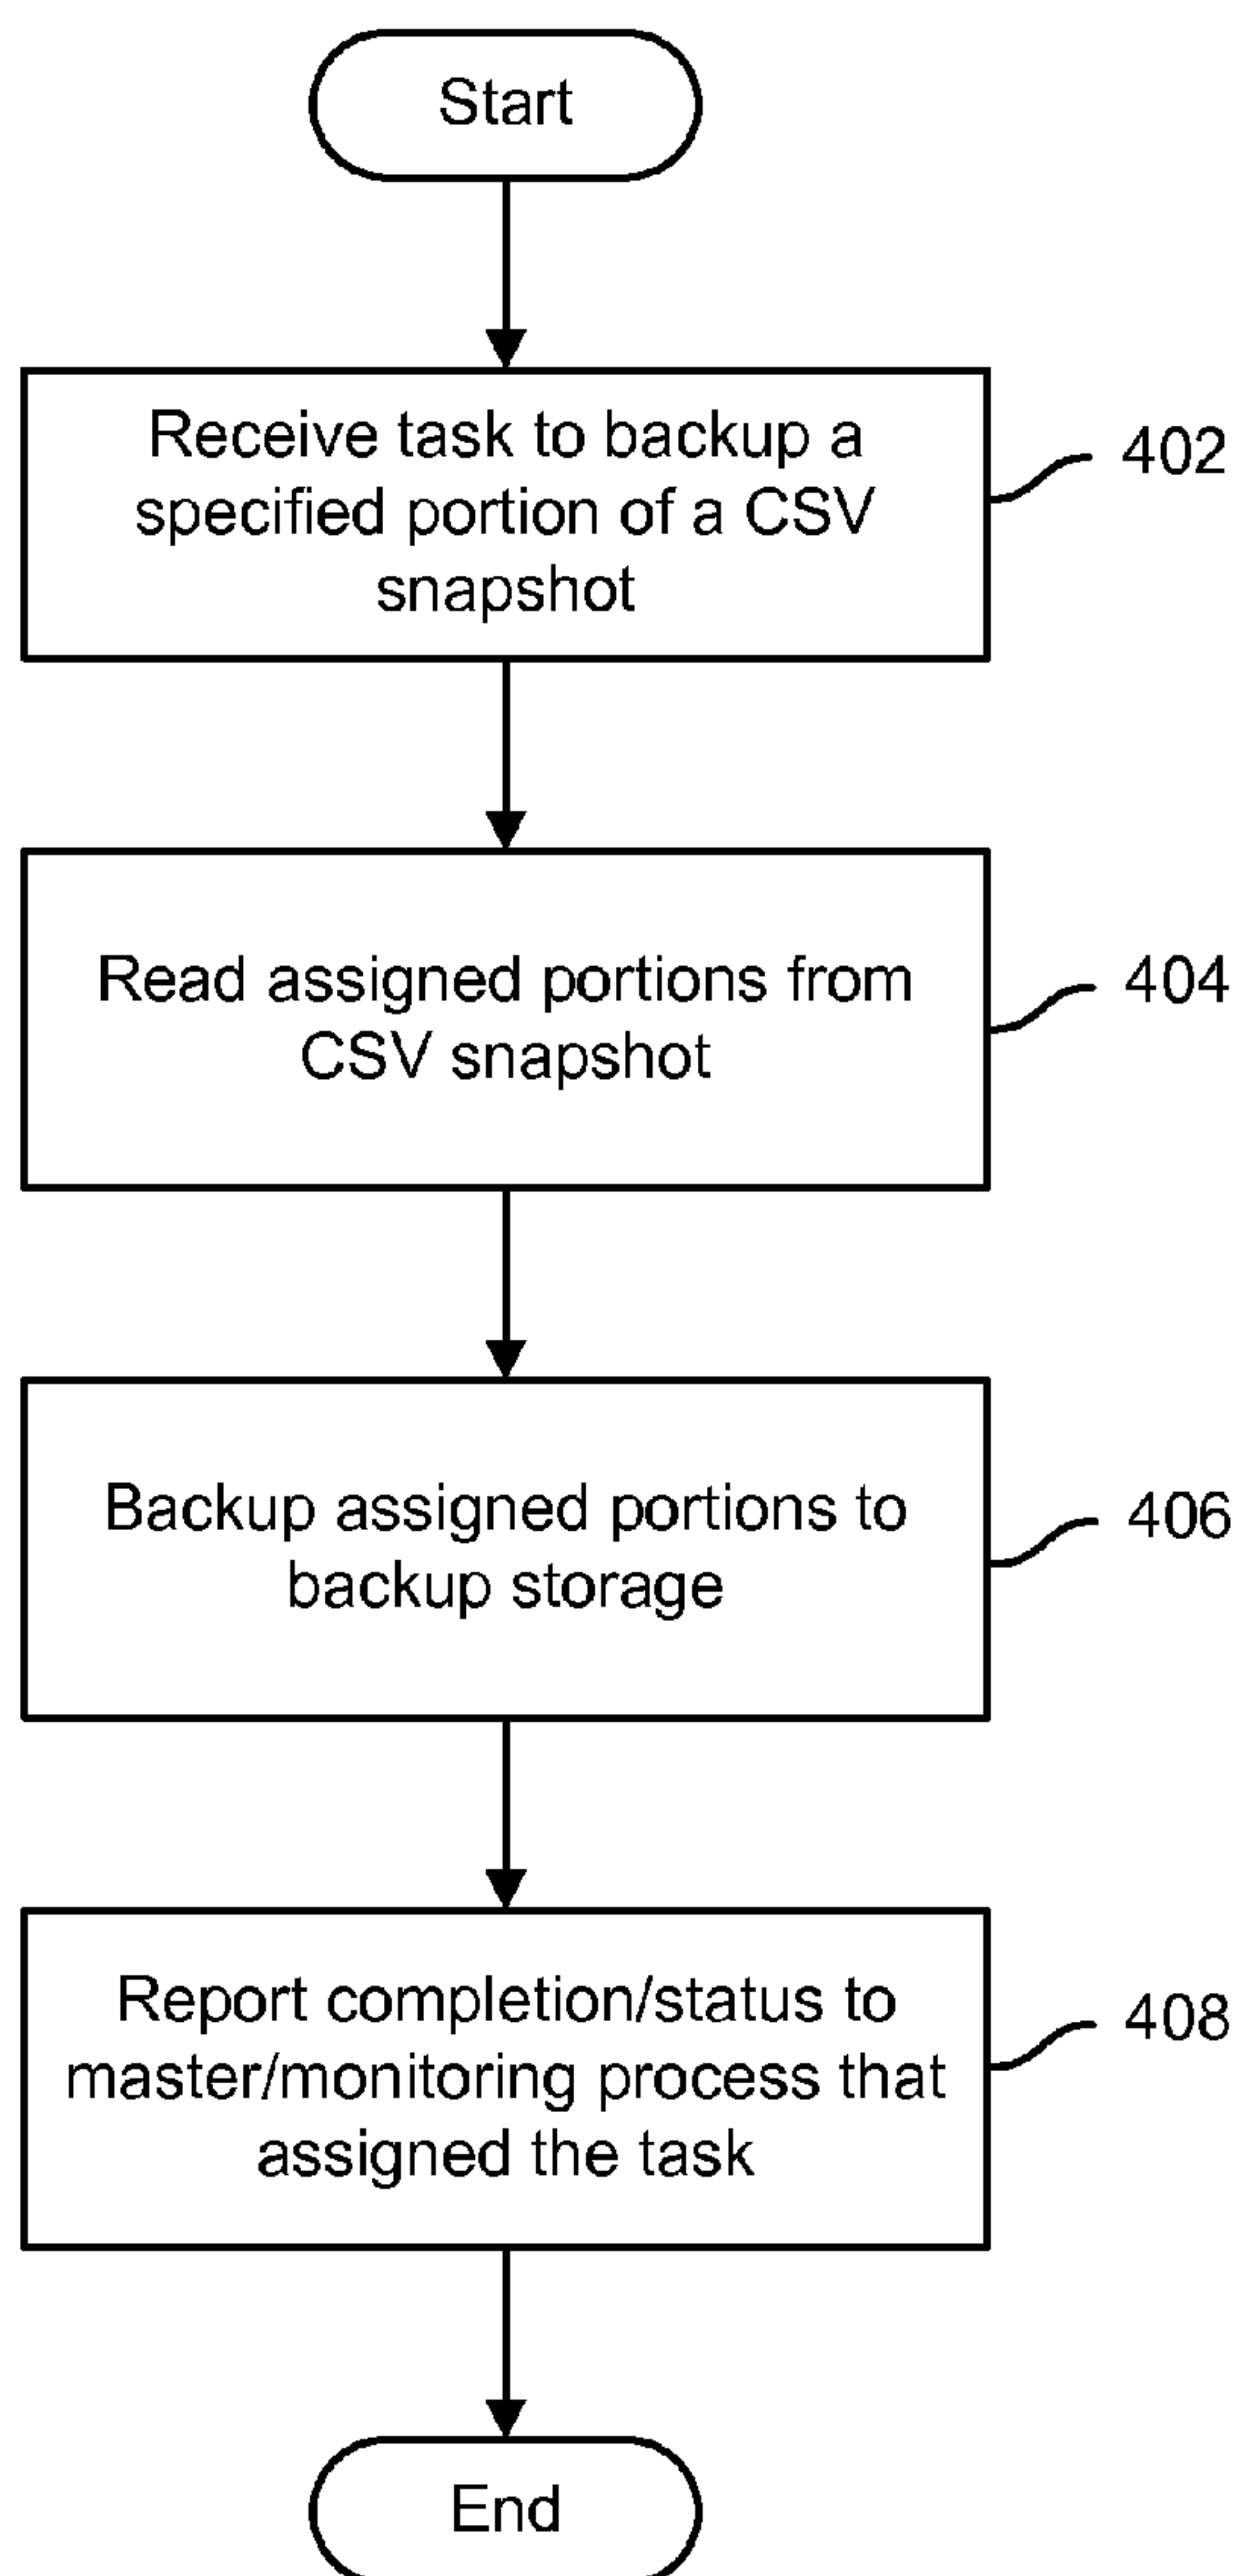 Start
Receive task to backup a
specified portion of a CSV
snapshot
402
Read assigned portions from
CSV snapshot
404
Backup assigned portions to
backup storage
406
Report completion/status to
master/monitoring process that
assigned the task
408
End